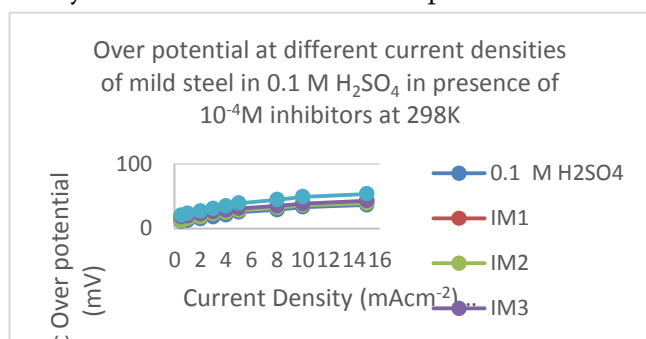 Over potential at different current densities
of mild steel in 0.1 M H₂SO₄ in presence of
10⁻⁴M inhibitors at 298K
100
0
0 2 4 6 8 10 12 14 16
Current Density (mAcm⁻²)..
Over potential
(mV)
0.1 M H2SO4
IM1
IM2
IM3